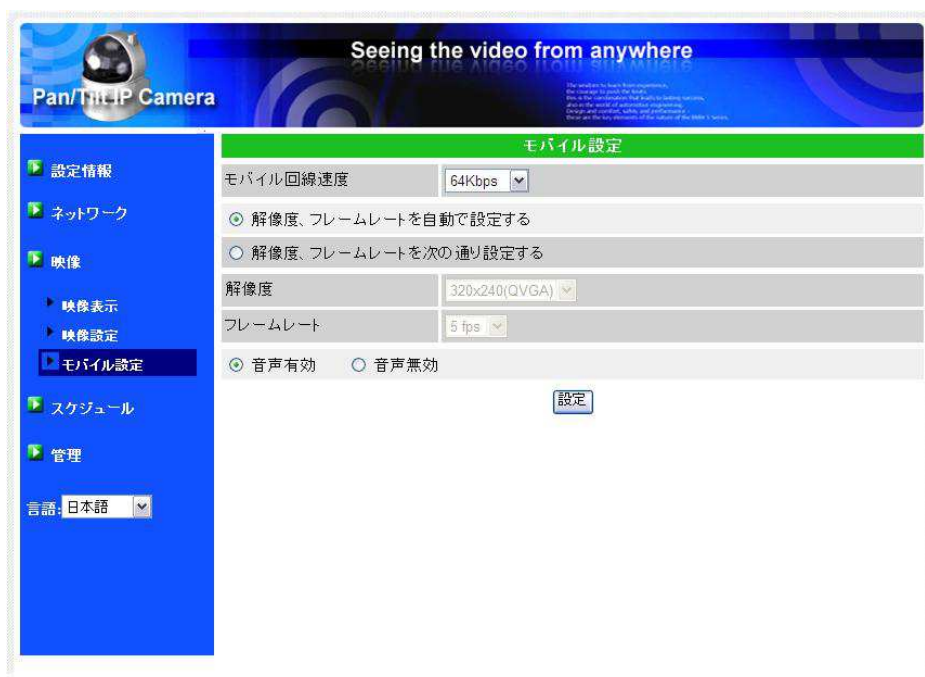 Seeing the video from anywhere
Pan/Tilt IP Camera
設定情報
ネットワーク
映像
映像表示
映像設定
モバイル設定
スケジュール
管理
言語:日本語
モバイル設定
モバイル回線速度 64Kbps
解像度、フレームレートを自動で設定する
解像度、フレームレートを次の通り設定する
解像度 320x240(QVGA)
フレームレート 5 fps
音声有効 音声無効
設定